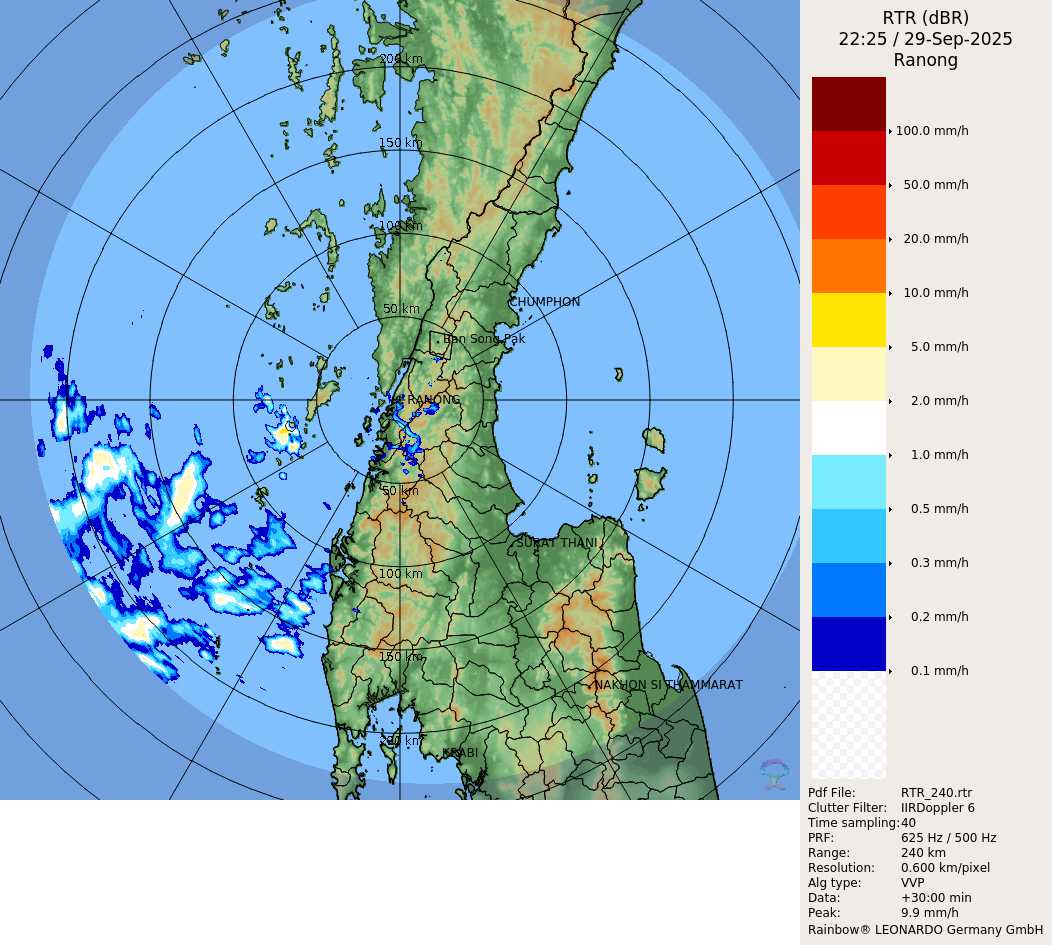 RTR (dBR)
22:25 / 29-Sep-2025
Ranong
200 km
150 km
100 km
50 km
CHUMPHON
Ban Song Pak
RANONG
50 km
SURAT THANI
100 km
150 km
NAKHON SI THAMMARAT
200 km
KRABI
100.0 mm/h
50.0 mm/h
20.0 mm/h
10.0 mm/h
5.0 mm/h
2.0 mm/h
1.0 mm/h
0.5 mm/h
0.3 mm/h
0.2 mm/h
0.1 mm/h
Pdf File: RTR_240.rtr
Clutter Filter: IIRDoppler 6
Time sampling:40
PRF: 625 Hz / 500 Hz
Range: 240 km
Resolution: 0.600 km/pixel
Alg type: VVP
Data: +30:00 min
Peak: 9.9 mm/h
Rainbow® LEONARDO Germany GmbH